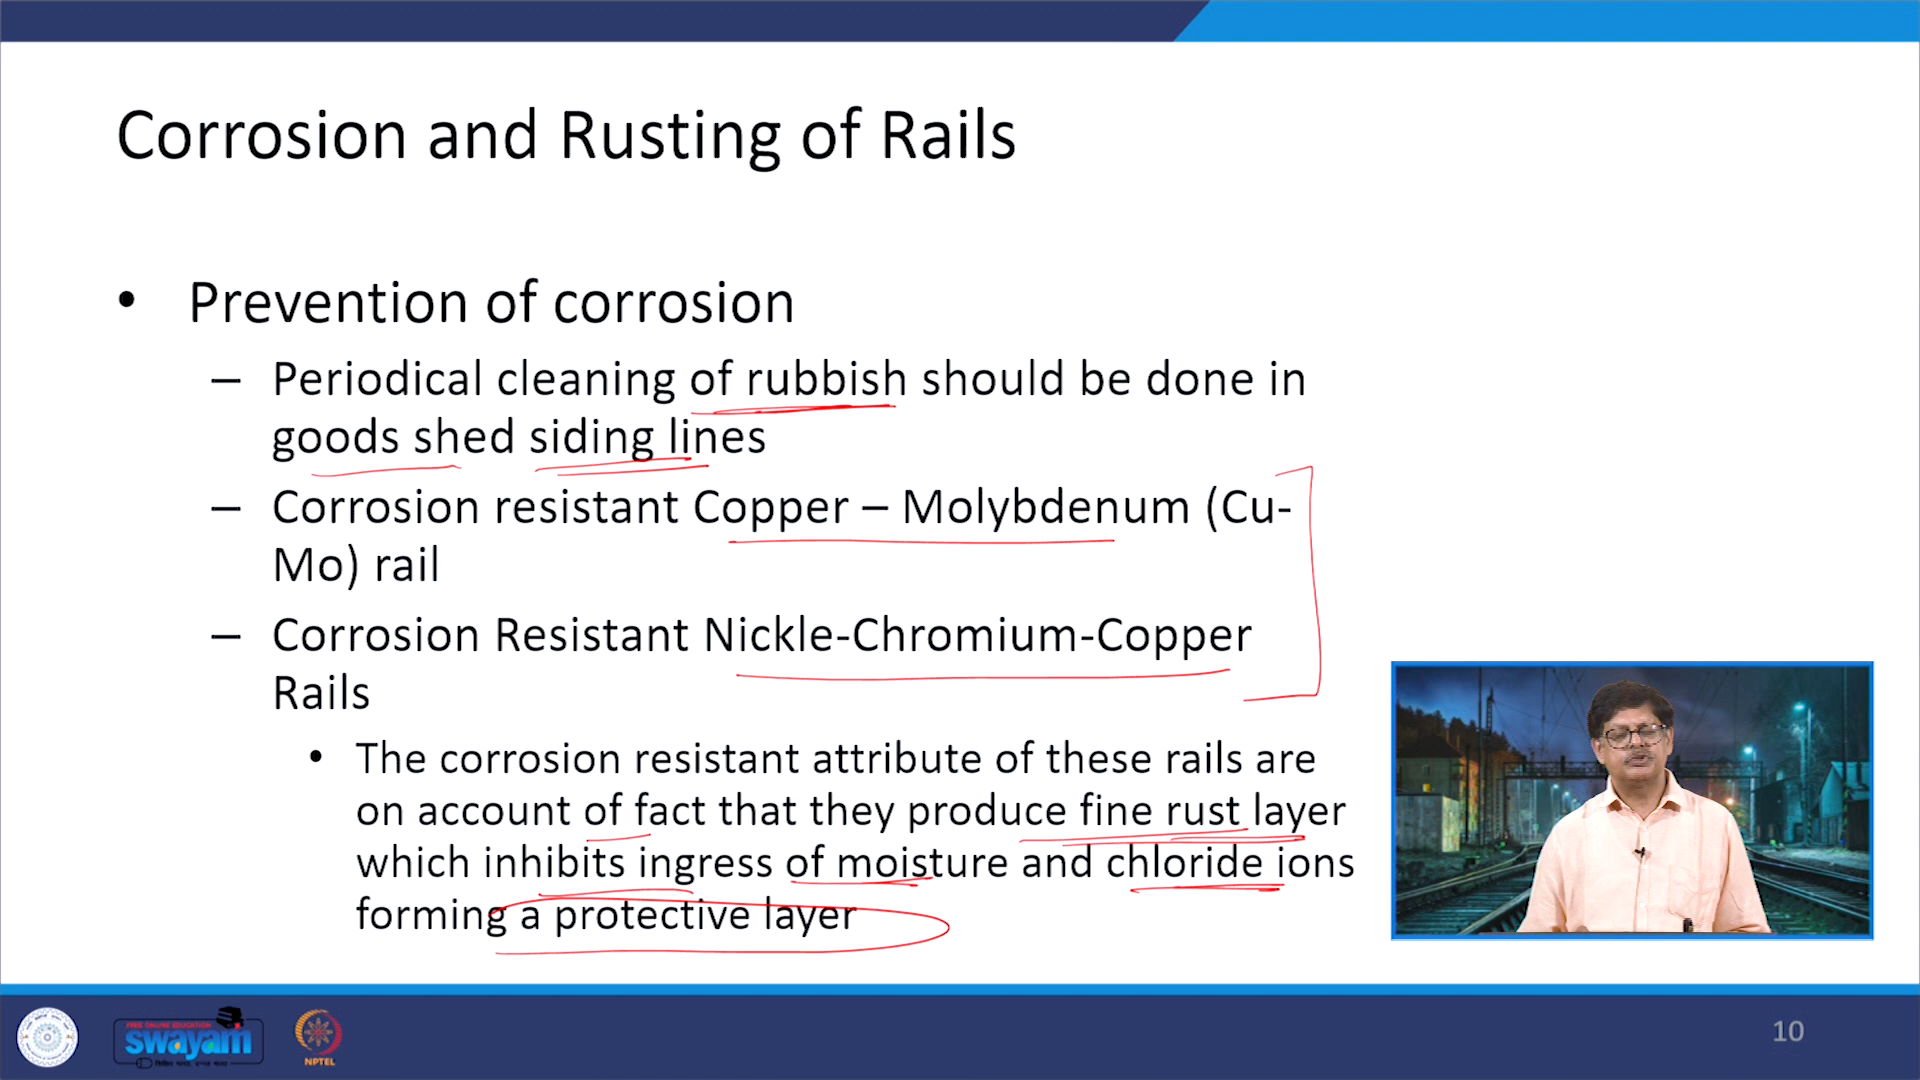 Corrosion and Rusting of Rails
• Prevention of corrosion
– Periodical cleaning of rubbish should be done in
goods shed siding lines
– Corrosion resistant Copper – Molybdenum (Cu-
Mo) rail
– Corrosion Resistant Nickle-Chromium-Copper
Rails
• The corrosion resistant attribute of these rails are
on account of fact that they produce fine rust layer
which inhibits ingress of moisture and chloride ions
forming a protective layer
FREE ONLINE EDUCATION
swayam
NPTEL
10